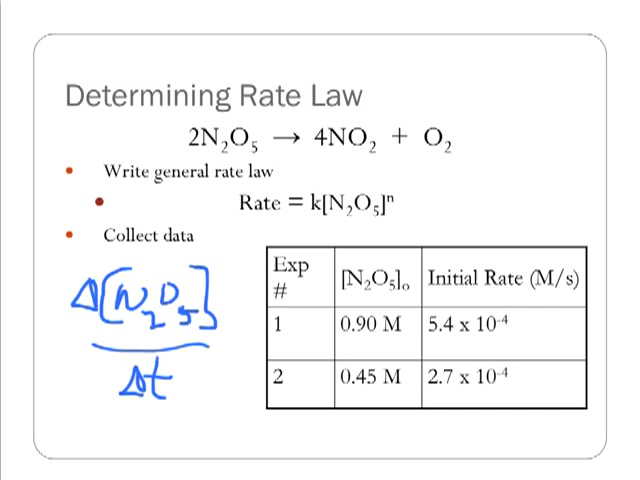 Determining Rate Law
2N₂O₅ → 4NO₂ + O₂
• Write general rate law
• Rate = k[N₂O₅]ⁿ
• Collect data
Δ[N₂O₅]
Δt
Exp # [N₂O₅]₀ Initial Rate (M/s)
1 0.90 M 5.4 x 10⁻⁴
2 0.45 M 2.7 x 10⁻⁴